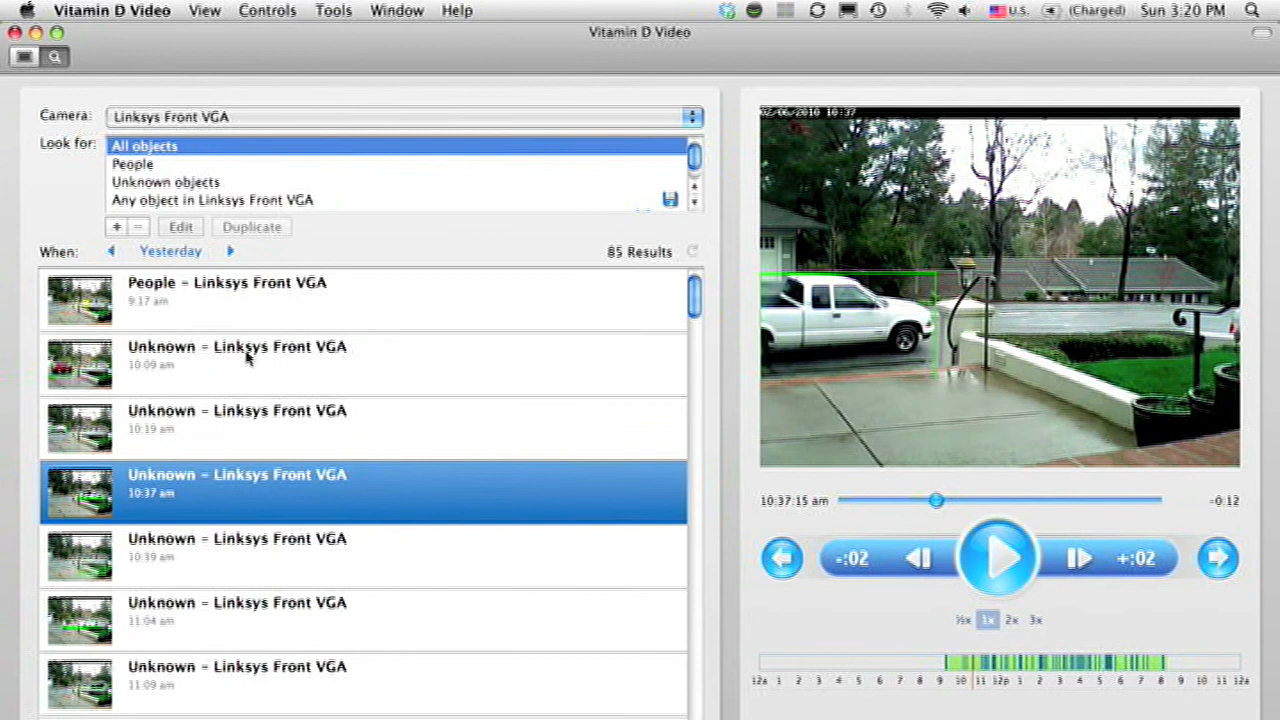 Vitamin D Video View Controls Tools Window Help U.S. (Charged) Sun 3:20 PM
Vitamin D Video
Camera: Linksys Front VGA
Look for: All objects
People
Unknown objects
Any object in Linksys Front VGA
+ - Edit Duplicate
When: Yesterday 85 Results
People - Linksys Front VGA
9:17 am
Unknown - Linksys Front VGA
10:09 am
Unknown - Linksys Front VGA
10:19 am
Unknown - Linksys Front VGA
10:37 am
Unknown - Linksys Front VGA
10:39 am
Unknown - Linksys Front VGA
11:04 am
Unknown - Linksys Front VGA
11:09 am
02/06/2010 10:37
10:37:15 am -0:12
-:02 +:02
½x 1x 2x 3x
12a 1 2 3 4 5 6 7 8 9 10 11 12p 1 2 3 4 5 6 7 8 9 10 11 12a